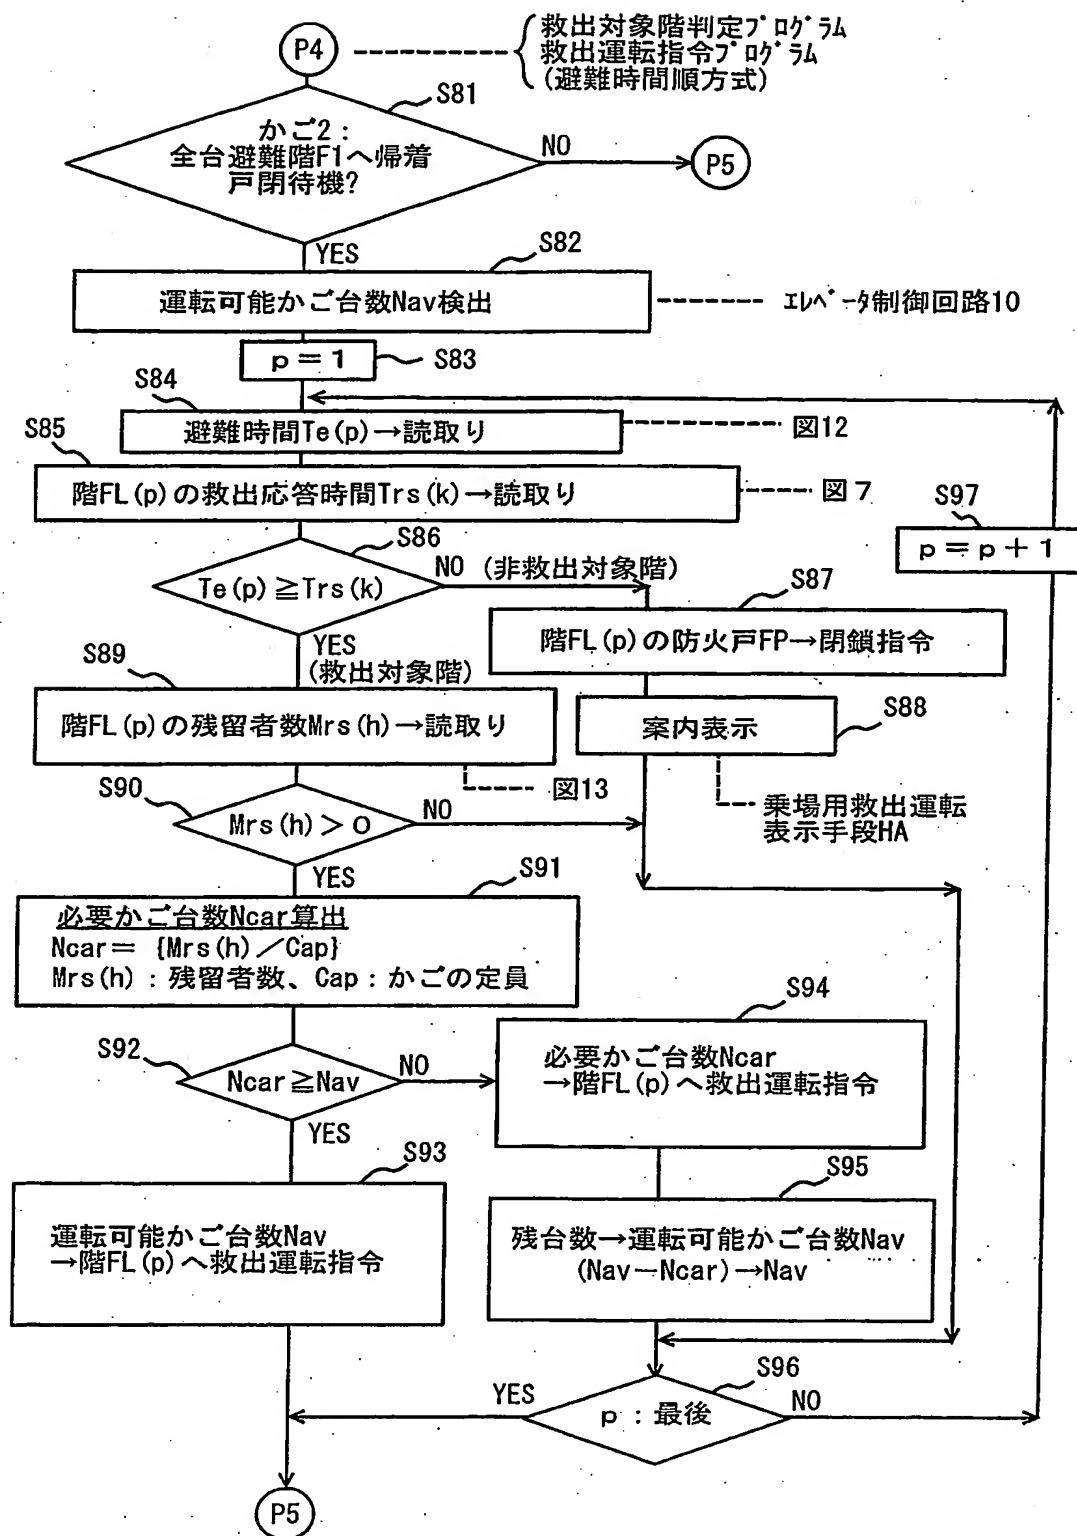 P4
救出対象階判定ﾌﾟﾛｸﾞﾗﾑ
救出運転指令ﾌﾟﾛｸﾞﾗﾑ
(避難時間順方式)
S81
かご2：
全台避難階F1へ帰着
戸閉待機?
NO
P5
YES
S82
運転可能かご台数Nav検出
ｴﾚﾍﾞｰﾀ制御回路10
p＝1
S83
S84
避難時間Te(p)→読取り
図12
S85
階FL(p)の救出応答時間Trs(k)→読取り
図7
S97
p＝p＋1
S86
Te(p)≧Trs(k)
NO (非救出対象階)
S87
階FL(p)の防火戸FP→閉鎖指令
YES
(救出対象階)
S89
階FL(p)の残留者数Mrs(h)→読取り
図13
S88
案内表示
乗場用救出運転
表示手段HA
S90
Mrs(h)＞0
NO
YES
S91
必要かご台数Ncar算出
Ncar＝ {Mrs(h)／Cap}
Mrs(h)：残留者数、Cap：かごの定員
S92
Ncar≧Nav
NO
S94
必要かご台数Ncar
→階FL(p)へ救出運転指令
YES
S93
運転可能かご台数Nav
→階FL(p)へ救出運転指令
S95
残台数→運転可能かご台数Nav
(Nav－Ncar)→Nav
S96
p：最後
YES
NO
P5